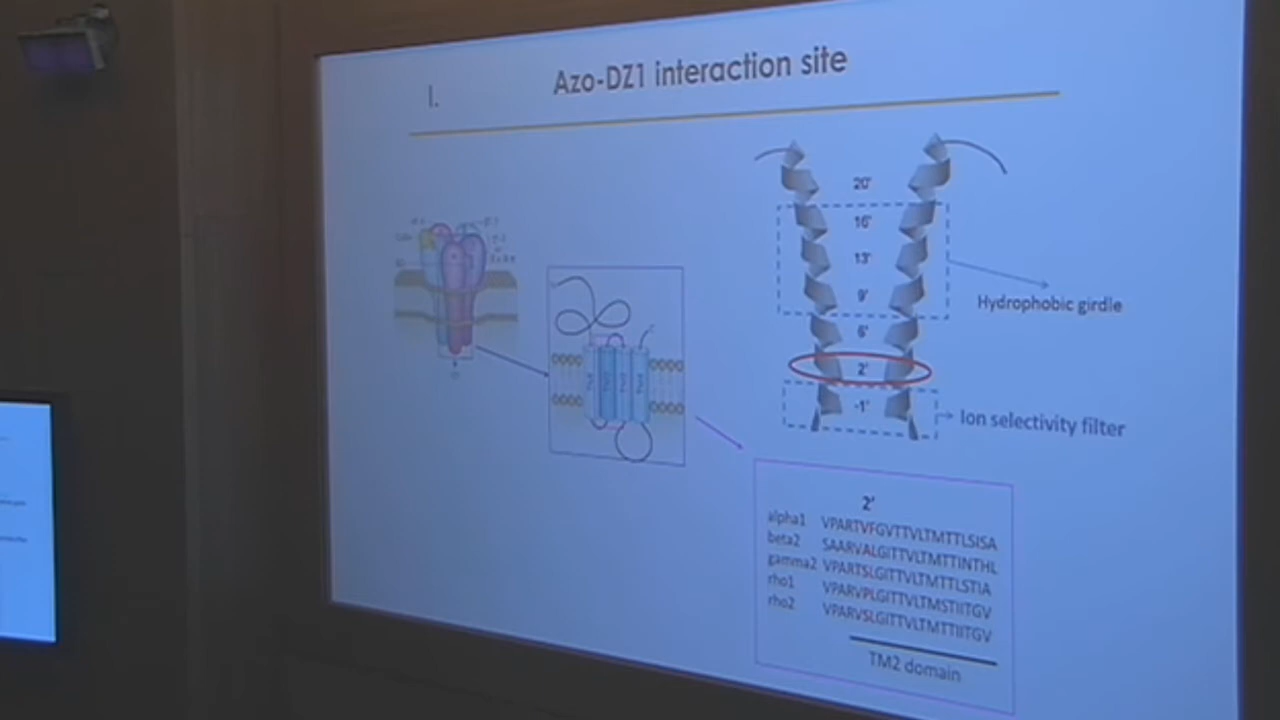 I.
Azo-DZ1 interaction site
20'
16'
13'
9'
6'
2'
-1'
Hydrophobic girdle
Ion selectivity filter
2'
alpha1 VPARTVFGVTTVLTMTTLSISA
beta2 SAARVALGITTVLTMTTINTHL
gamma2 VPARTSLGITTVLTMTTLSTIA
rho1 VPARVPLGITTVLTMSTIITGV
rho2 VPARVSLGITTVLTMTTIITGV
TM2 domain